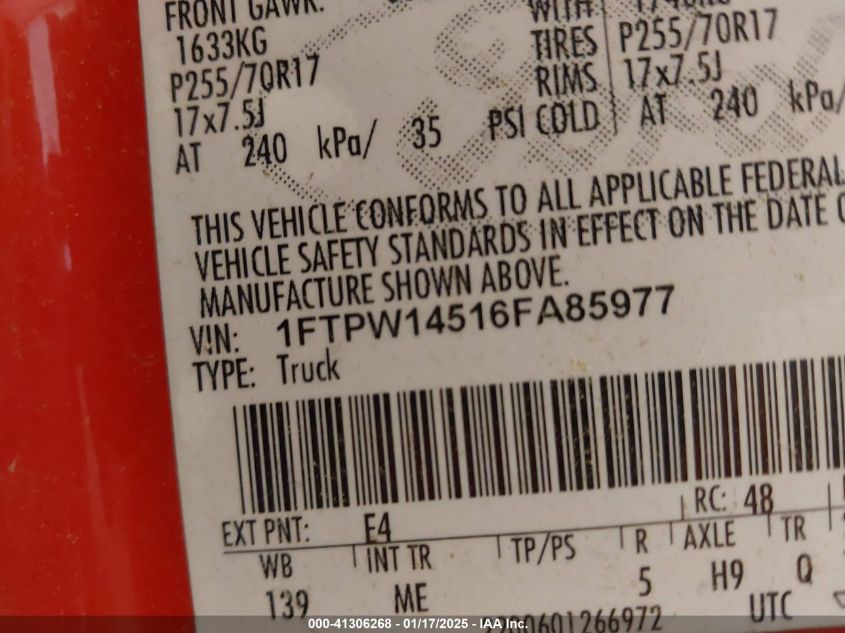 FRONT GAWR:
1633KG WITH
P255/70R17 TIRES P255/70R17
17x7.5J RIMS 17x7.5J
AT 240 kPa/ 35 PSI COLD AT 240 kPa/
THIS VEHICLE CONFORMS TO ALL APPLICABLE FEDERAL
VEHICLE SAFETY STANDARDS IN EFFECT ON THE DATE
MANUFACTURE SHOWN ABOVE.
VIN: 1FTPW14516FA85977
TYPE: Truck
RC: 48
EXT PNT: E4
WB INT TR TP/PS R AXLE TR
139 ME 5 H9 Q
UTC
000-41306268 - 01/17/2025 - IAA Inc.